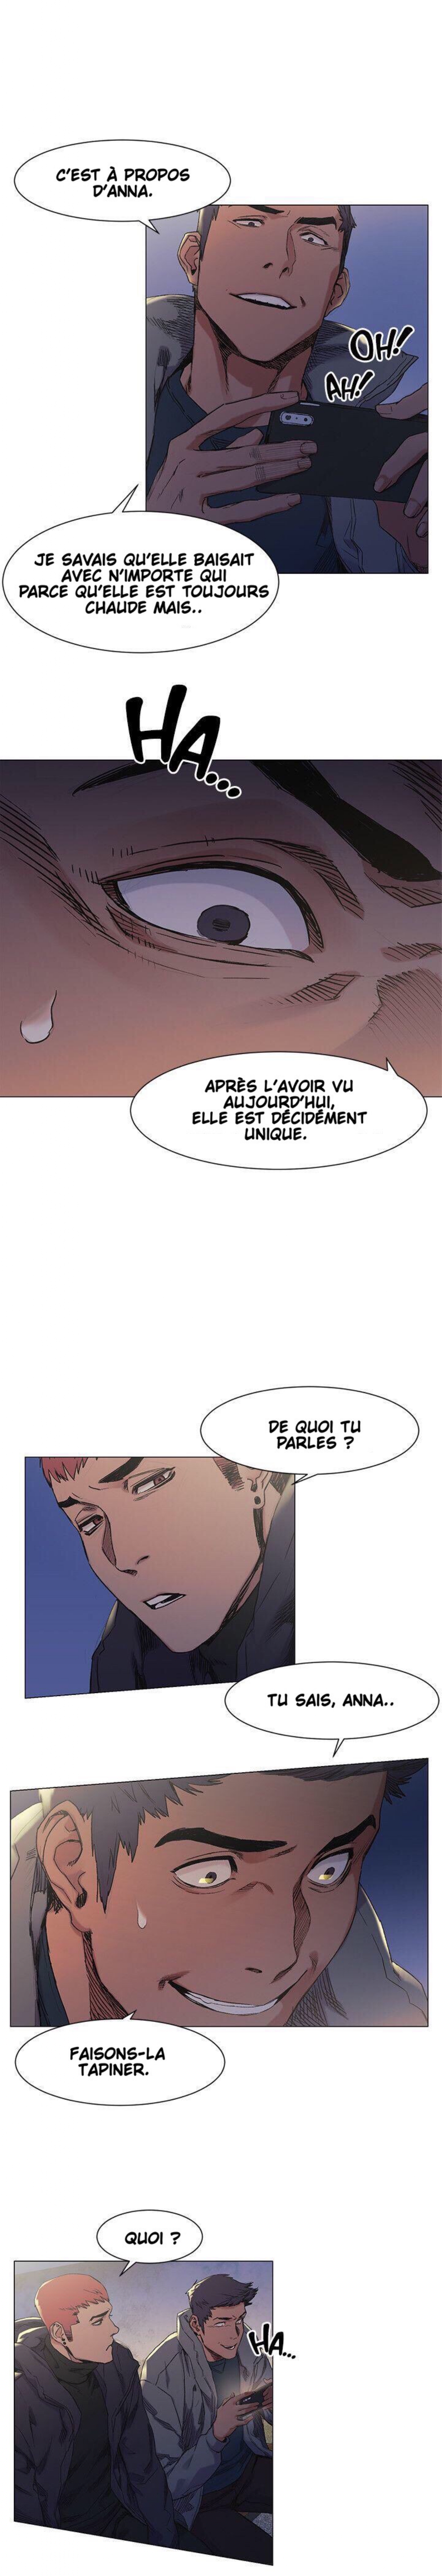 C'EST À PROPOS
D'ANNA.
OH!
AH!
JE SAVAIS QU'ELLE BAISAIT
AVEC N'IMPORTE QUI
PARCE QU'ELLE EST TOUJOURS
CHAUDE MAIS..
HA...
APRÈS L'AVOIR VU
AUJOURD'HUI,
ELLE EST DÉCIDÉMENT
UNIQUE.
DE QUOI TU
PARLES ?
TU SAIS, ANNA..
FAISONS-LA
TAPINER.
QUOI ?
HA...